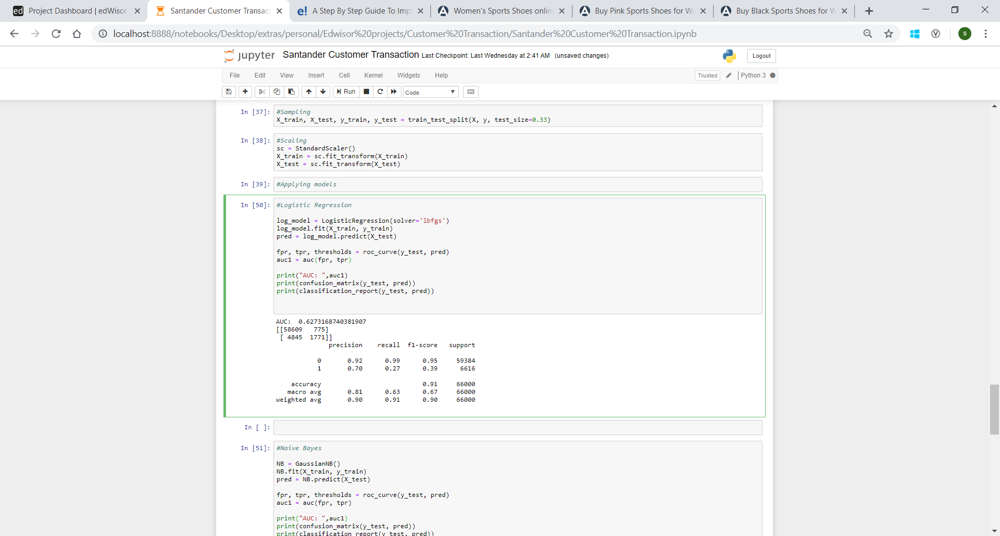 ed Project Dashboard | edWisor
Santander Customer Transact
e! A Step By Step Guide To Imp
Women's Sports Shoes onlin
Buy Pink Sports Shoes for Wo
Buy Black Sports Shoes for W
localhost:8888/notebooks/Desktop/extras/personal/Edwisor%20projects/Customer%20Transaction/Santander%20Customer%20Transaction.ipynb
S
jupyter Santander Customer Transaction Last Checkpoint: Last Wednesday at 2:41 AM (unsaved changes)
Logout
File Edit View Insert Cell Kernel Widgets Help
Trusted Python 3
Run Code
In [37]: #Sampling
X_train, X_test, y_train, y_test = train_test_split(X, y, test_size=0.33)
In [38]: #Scaling
sc = StandardScaler()
X_train = sc.fit_transform(X_train)
X_test = sc.fit_transform(X_test)
In [39]: #Applying models
In [50]: #Logistic Regression
log_model = LogisticRegression(solver='lbfgs')
log_model.fit(X_train, y_train)
pred = log_model.predict(X_test)
fpr, tpr, thresholds = roc_curve(y_test, pred)
auc1 = auc(fpr, tpr)
print("AUC: ",auc1)
print(confusion_matrix(y_test, pred))
print(classification_report(y_test, pred))
AUC:  0.6273168740381907
[[58609   775]
 [ 4845  1771]]
precision    recall  f1-score   support
0       0.92      0.99      0.95     59384
1       0.70      0.27      0.39      6616
accuracy                           0.91     66000
macro avg       0.81      0.63      0.67     66000
weighted avg       0.90      0.91      0.90     66000
In [ ]:
In [51]: #Naive Bayes
NB = GaussianNB()
NB.fit(X_train, y_train)
pred = NB.predict(X_test)
fpr, tpr, thresholds = roc_curve(y_test, pred)
auc1 = auc(fpr, tpr)
print("AUC: ",auc1)
print(confusion_matrix(y_test, pred))
print(classification_report(y_test, pred))